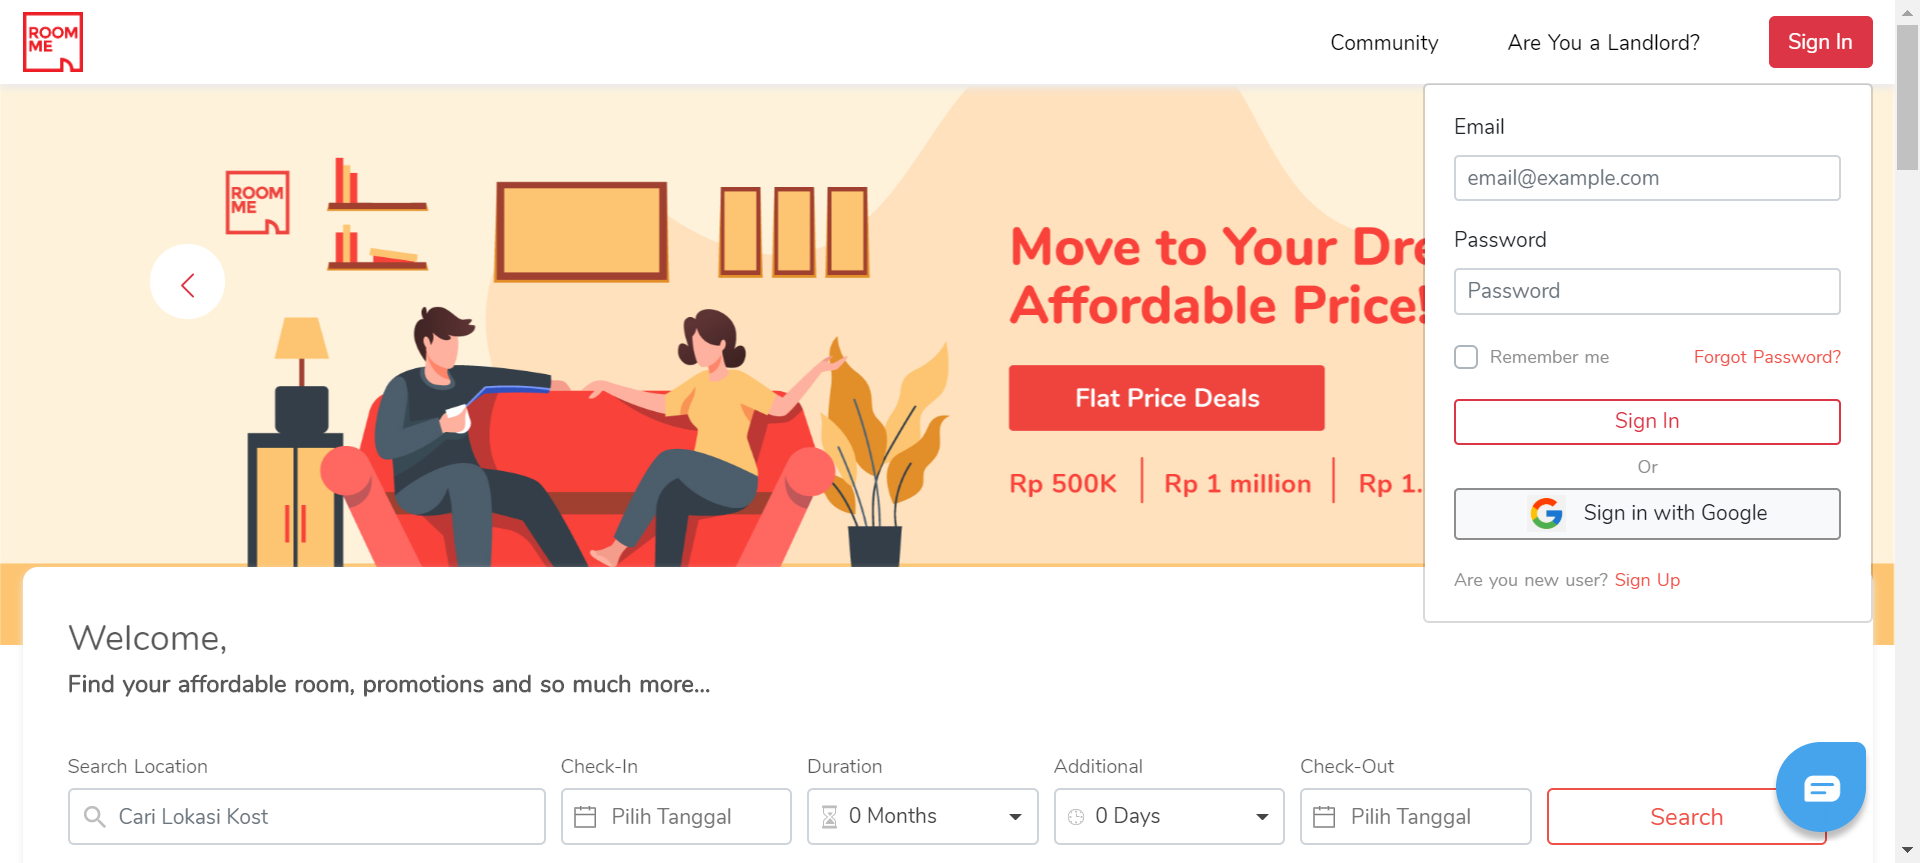 ROOM
ME
Community
Are You a Landlord?
Sign In
ROOM
ME
Move to Your Dre
Affordable Price!
Flat Price Deals
Rp 500K
Rp 1 million
Rp 1.
Email
email@example.com
Password
Password
Remember me
Forgot Password?
Sign In
Or
Sign in with Google
Are you new user? Sign Up
Welcome,
Find your affordable room, promotions and so much more...
Search Location
Check-In
Duration
Additional
Check-Out
Cari Lokasi Kost
Pilih Tanggal
0 Months
0 Days
Pilih Tanggal
Search